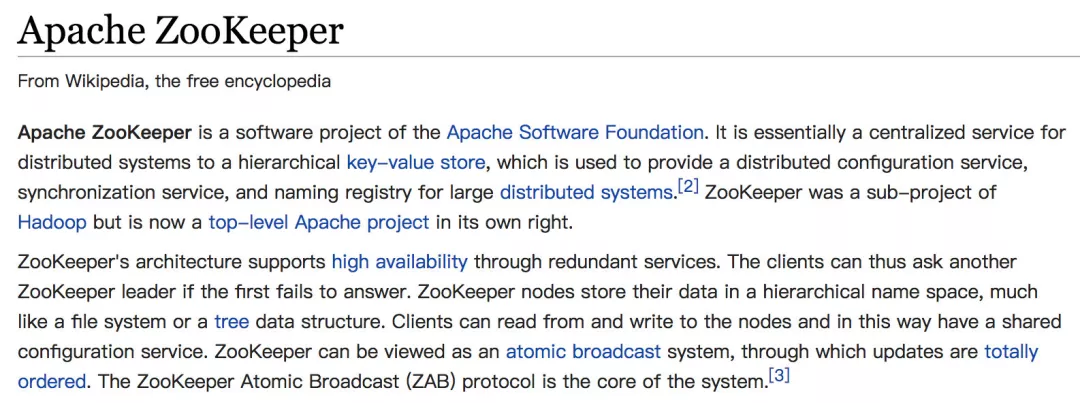 Apache ZooKeeper
From Wikipedia, the free encyclopedia
Apache ZooKeeper is a software project of the Apache Software Foundation. It is essentially a centralized service for
distributed systems to a hierarchical key-value store, which is used to provide a distributed configuration service,
synchronization service, and naming registry for large distributed systems.[2] ZooKeeper was a sub-project of
Hadoop but is now a top-level Apache project in its own right.
ZooKeeper's architecture supports high availability through redundant services. The clients can thus ask another
ZooKeeper leader if the first fails to answer. ZooKeeper nodes store their data in a hierarchical name space, much
like a file system or a tree data structure. Clients can read from and write to the nodes and in this way have a shared
configuration service. ZooKeeper can be viewed as an atomic broadcast system, through which updates are totally
ordered. The ZooKeeper Atomic Broadcast (ZAB) protocol is the core of the system.[3]